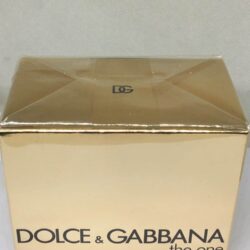 DG
DOLCE & GABBANA
the one